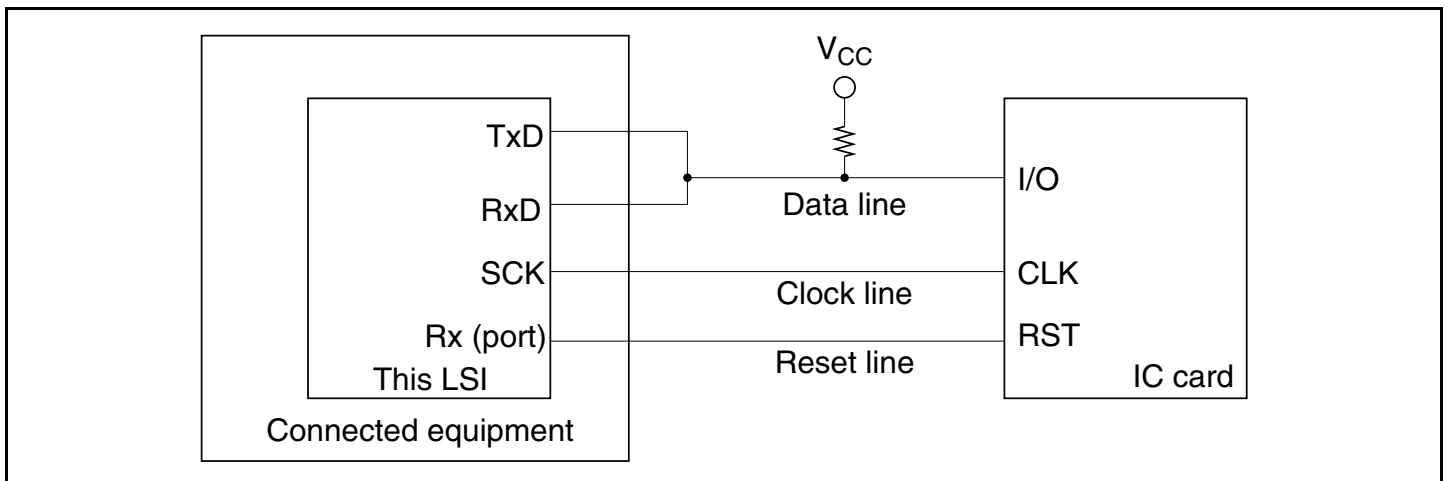 VCC
TxD
RxD
SCK
Rx (port)
This LSI
Connected equipment
Data line
Clock line
Reset line
I/O
CLK
RST
IC card